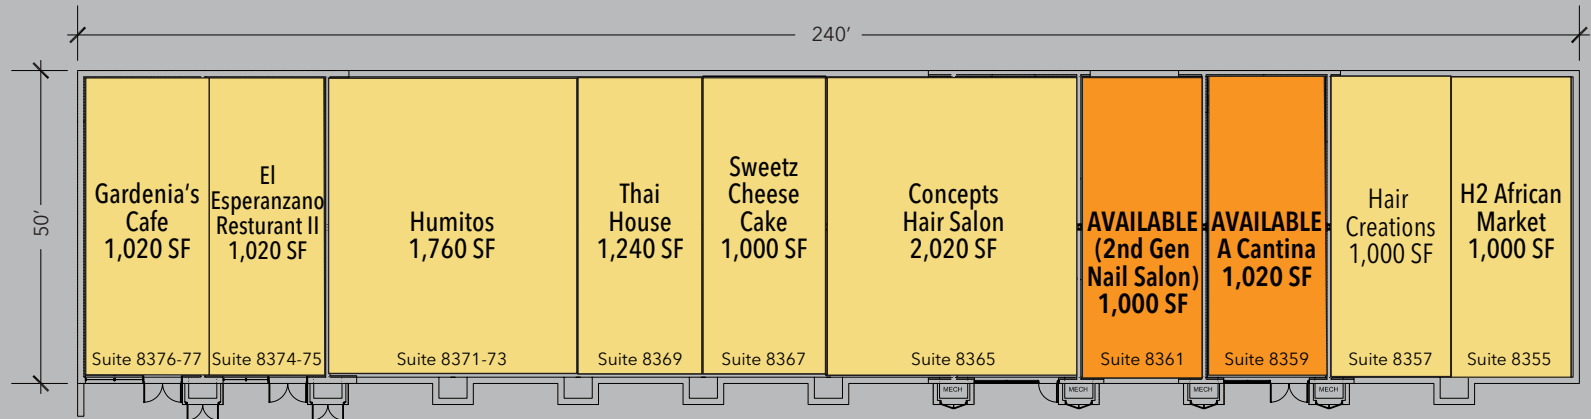 240'
50'
Gardenia's
Cafe
1,020 SF
Suite 8376-77
El
Esperanzano
Resturant II
1,020 SF
Suite 8374-75
Humitos
1,760 SF
Suite 8371-73
Thai
House
1,240 SF
Suite 8369
Sweetz
Cheese
Cake
1,000 SF
Suite 8367
Concepts
Hair Salon
2,020 SF
Suite 8365
AVAILABLE
(2nd Gen
Nail Salon)
1,000 SF
Suite 8361
AVAILABLE
A Cantina
1,020 SF
Suite 8359
Hair
Creations
1,000 SF
Suite 8357
H2 African
Market
1,000 SF
Suite 8355
MECH
MECH
MECH
MECH